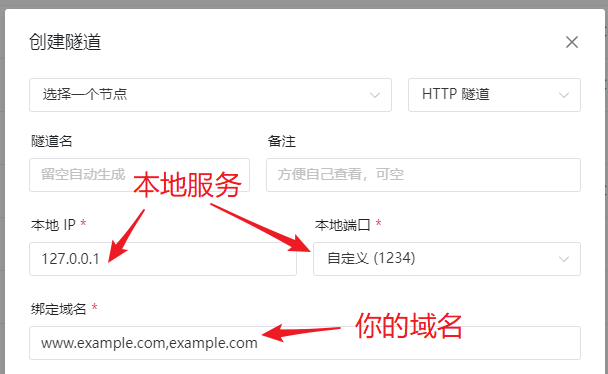 创建隧道
选择一个节点
HTTP 隧道
隧道名
备注
留空自动生成
方便自己查看，可空
本地服务
本地 IP *
本地端口 *
127.0.0.1
自定义 (1234)
绑定域名 *
你的域名
www.example.com,example.com